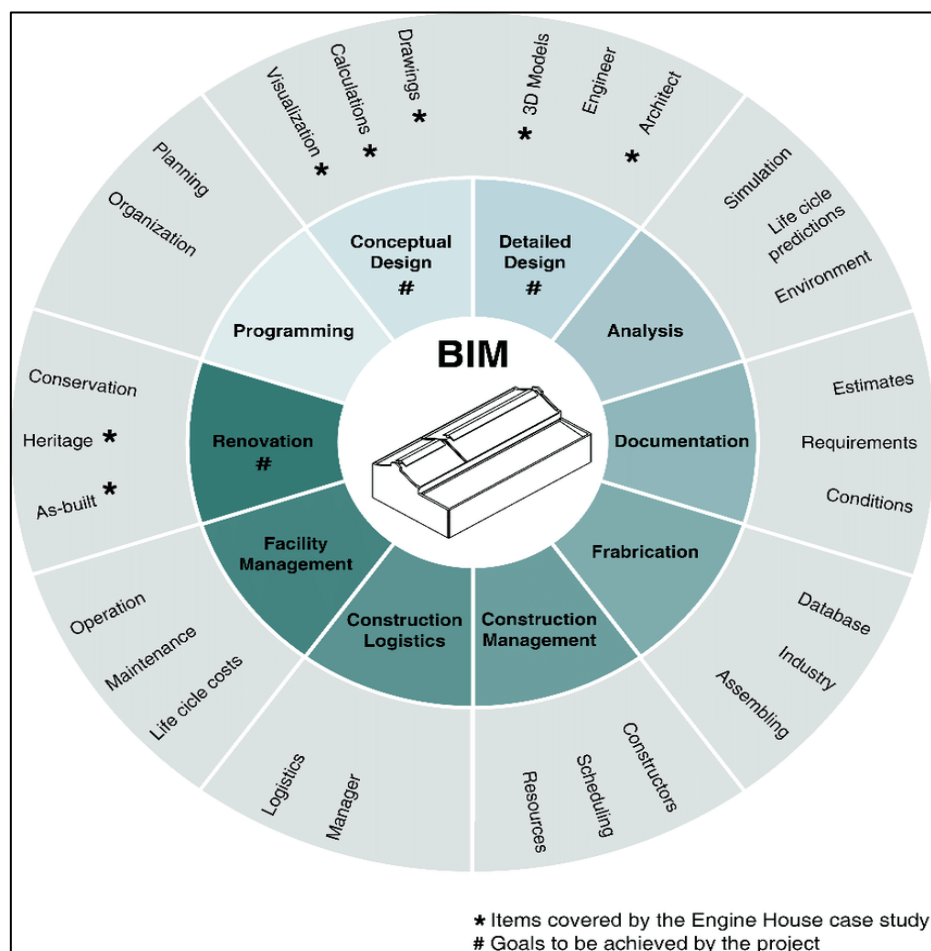 Visualization *
Calculations *
Drawings *
* 3D Models
Engineer
* Architect
Simulation
Life cicle
predictions
Environment
Estimates
Requirements
Conditions
Database
Industry
Assembling
Constructors
Scheduling
Resources
Manager
Logistics
Life cicle costs
Maintenance
Operation
As-built *
Heritage *
Conservation
Organization
Planning
Conceptual
Design
#
Detailed
Design
#
Analysis
Documentation
Frabrication
Construction
Management
Construction
Logistics
Facility
Management
Renovation
#
Programming
BIM
* Items covered by the Engine House case study
# Goals to be achieved by the project